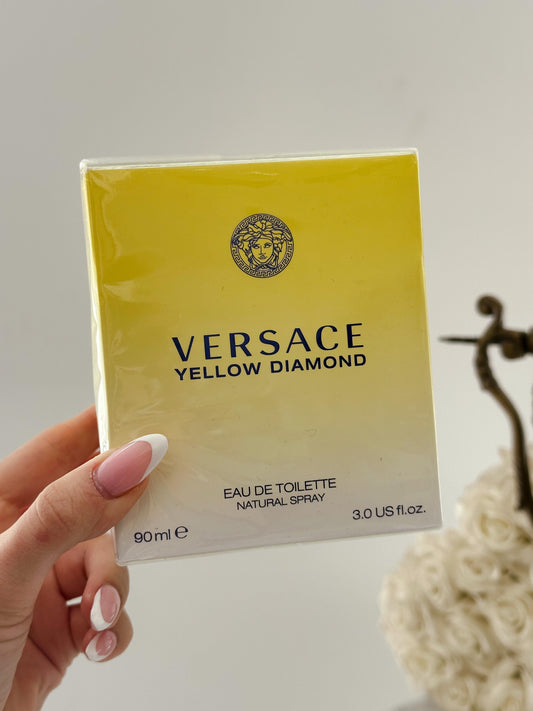 VERSACE
YELLOW DIAMOND
EAU DE TOILETTE
NATURAL SPRAY
90 ml ℮
3.0 US fl.oz.